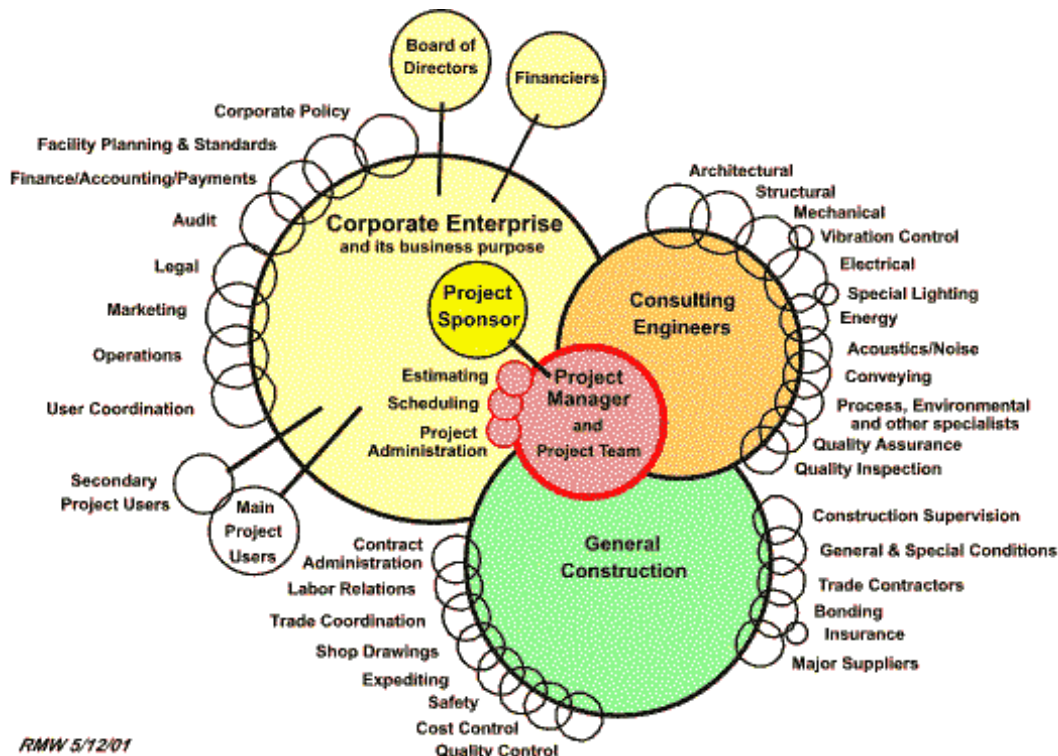 Board of
Directors
Financiers
Corporate Policy
Facility Planning & Standards
Finance/Accounting/Payments
Audit
Legal
Marketing
Operations
User Coordination
Corporate Enterprise
and its business purpose
Project
Sponsor
Estimating
Scheduling
Project
Administration
Project
Manager
and
Project Team
Secondary
Project Users
Main
Project
Users
Architectural
Structural
Mechanical
Vibration Control
Electrical
Special Lighting
Energy
Acoustics/Noise
Conveying
Process, Environmental
and other specialists
Quality Assurance
Quality Inspection
Consulting
Engineers
General
Construction
Construction Supervision
General & Special Conditions
Trade Contractors
Bonding
Insurance
Major Suppliers
Contract
Administration
Labor Relations
Trade Coordination
Shop Drawings
Expediting
Safety
Cost Control
Quality Control
RMW 5/12/01